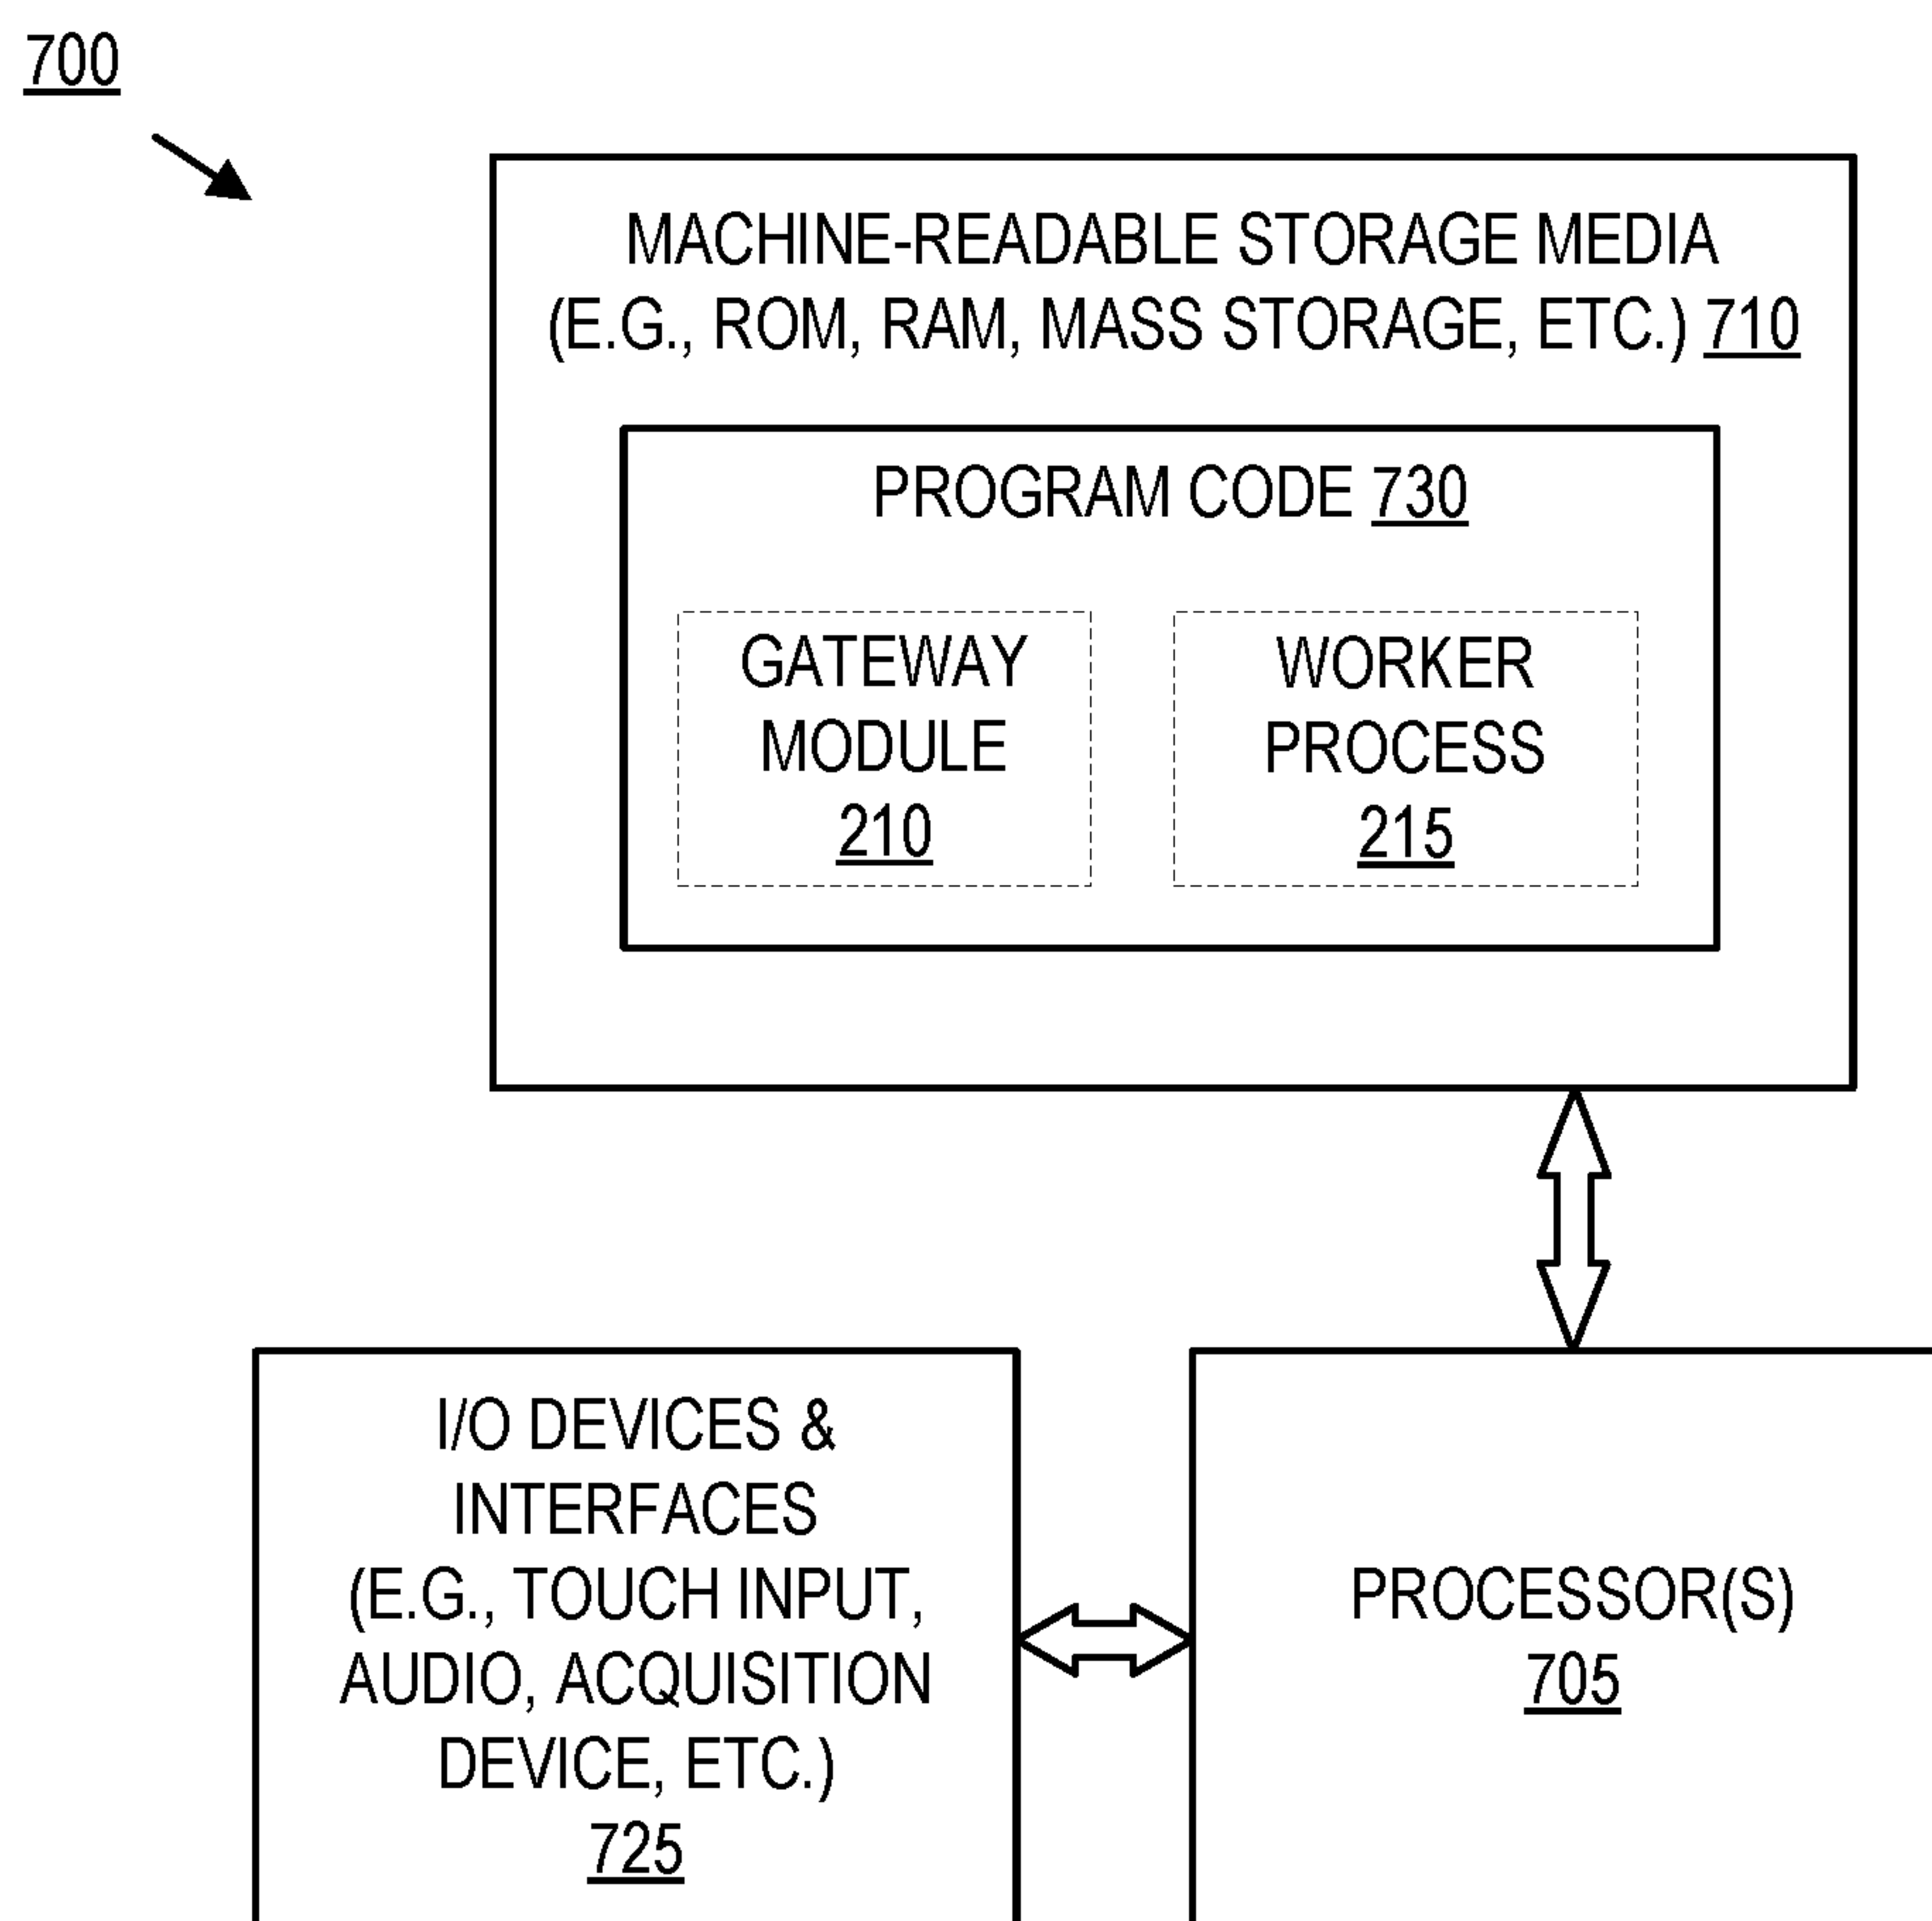 700
MACHINE-READABLE STORAGE MEDIA
(E.G., ROM, RAM, MASS STORAGE, ETC.) 710
PROGRAM CODE 730
GATEWAY
MODULE
210
WORKER
PROCESS
215
I/O DEVICES &
INTERFACES
(E.G., TOUCH INPUT,
AUDIO, ACQUISITION
DEVICE, ETC.)
725
PROCESSOR(S)
705